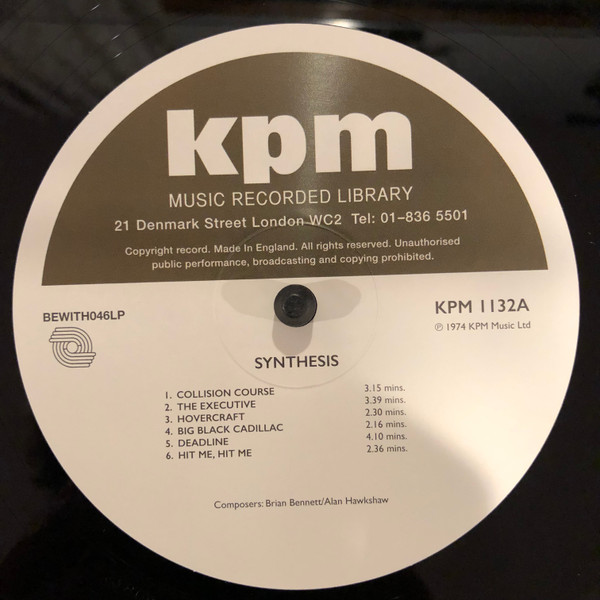 kpm
MUSIC RECORDED LIBRARY
21 Denmark Street London WC2 Tel: 01-836 5501
Copyright record. Made In England. All rights reserved. Unauthorised
public performance, broadcasting and copying prohibited.
BEWITH046LP
KPM 1132A
℗ 1974 KPM Music Ltd
SYNTHESIS
1. COLLISION COURSE 3.15 mins.
2. THE EXECUTIVE 3.39 mins.
3. HOVERCRAFT 2.30 mins.
4. BIG BLACK CADILLAC 2.16 mins.
5. DEADLINE 4.10 mins.
6. HIT ME, HIT ME 2.36 mins.
Composers: Brian Bennett/Alan Hawkshaw